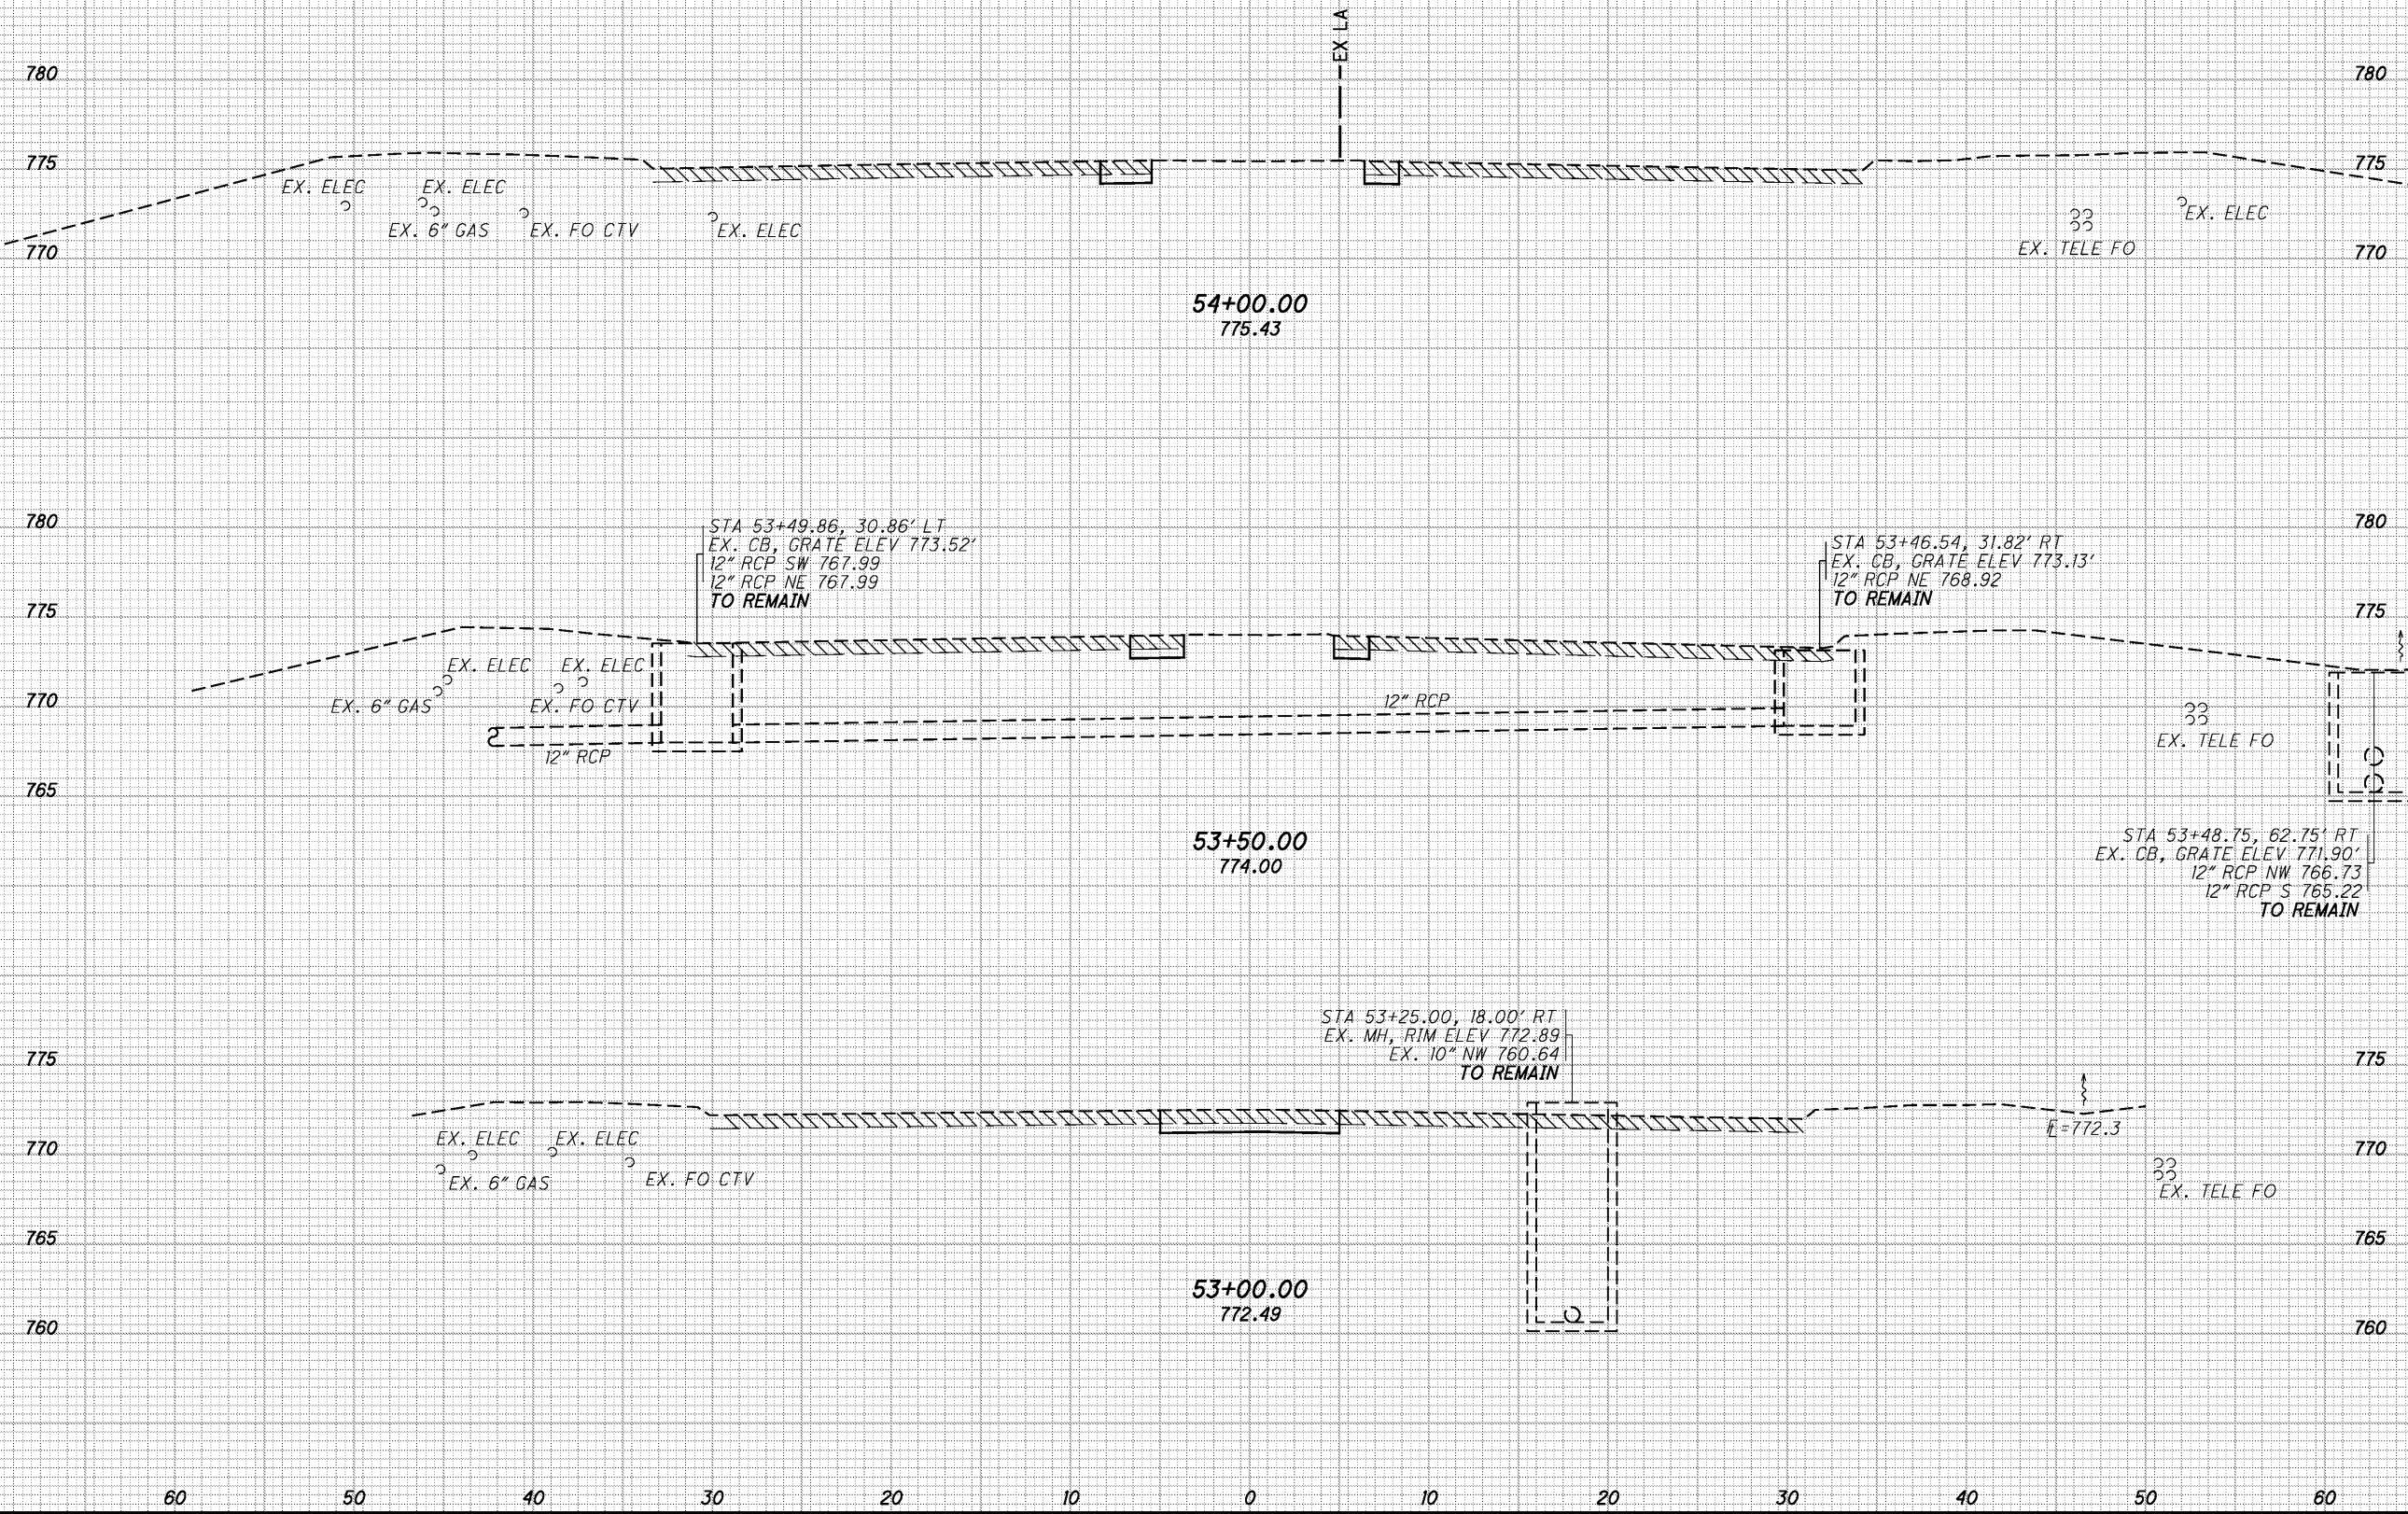 EX LA
780 780
775 775
EX. ELEC EX. ELEC
EX. 6" GAS EX. FO CTV EX. ELEC
EX. ELEC
EX. TELE FO
770 770
54+00.00
775.43
780 780
STA 53+49.86, 30.86' LT
EX. CB, GRATE ELEV 773.52'
12" RCP SW 767.99
12" RCP NE 767.99
TO REMAIN
STA 53+46.54, 31.82' RT
EX. CB, GRATE ELEV 773.13'
12" RCP NE 768.92
TO REMAIN
775 775
EX. ELEC EX. ELEC
EX. 6" GAS EX. FO CTV
12" RCP
770 770
EX. TELE FO
12" RCP
765 765
53+50.00
774.00
STA 53+48.75, 62.75' RT
EX. CB, GRATE ELEV 771.90'
12" RCP NW 766.73
12" RCP S 765.22
TO REMAIN
STA 53+25.00, 18.00' RT
EX. MH, RIM ELEV 772.89
EX. 10" NW 760.64
TO REMAIN
775 775
EX. ELEC EX. ELEC
=772.3
770 770
EX. 6" GAS EX. FO CTV
EX. TELE FO
765 765
53+00.00
772.49
760 760
60 50 40 30 20 10 0 10 20 30 40 50 60